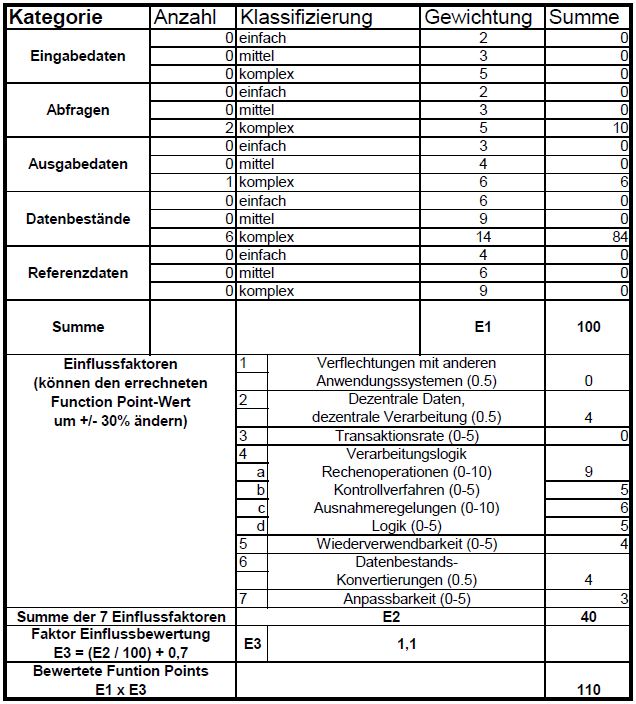 Kategorie Anzahl Klassifizierung Gewichtung Summe
0 einfach 2 0
Eingabedaten 0 mittel 3 0
0 komplex 5 0
0 einfach 2 0
Abfragen 0 mittel 3 0
2 komplex 5 10
0 einfach 3 0
Ausgabedaten 0 mittel 4 0
1 komplex 6 6
0 einfach 6 0
Datenbestände 0 mittel 9 0
6 komplex 14 84
0 einfach 4 0
Referenzdaten 0 mittel 6 0
0 komplex 9 0
Summe E1 100
Einflussfaktoren 1 Verflechtungen mit anderen
(können den errechneten Anwendungssystemen (0.5) 0
Function Point-Wert 2 Dezentrale Daten,
um +/- 30% ändern) dezentrale Verarbeitung (0.5) 4
3 Transaktionsrate (0-5) 0
4 Verarbeitungslogik
a Rechenoperationen (0-10) 9
b Kontrollverfahren (0-5) 5
c Ausnahmeregelungen (0-10) 6
d Logik (0-5) 5
5 Wiederverwendbarkeit (0-5) 4
6 Datenbestands-
Konvertierungen (0.5) 4
7 Anpassbarkeit (0-5) 3
Summe der 7 Einflussfaktoren E2 40
Faktor Einflussbewertung
E3 = (E2 / 100) + 0,7 E3 1,1
Bewertete Funtion Points
E1 x E3 110